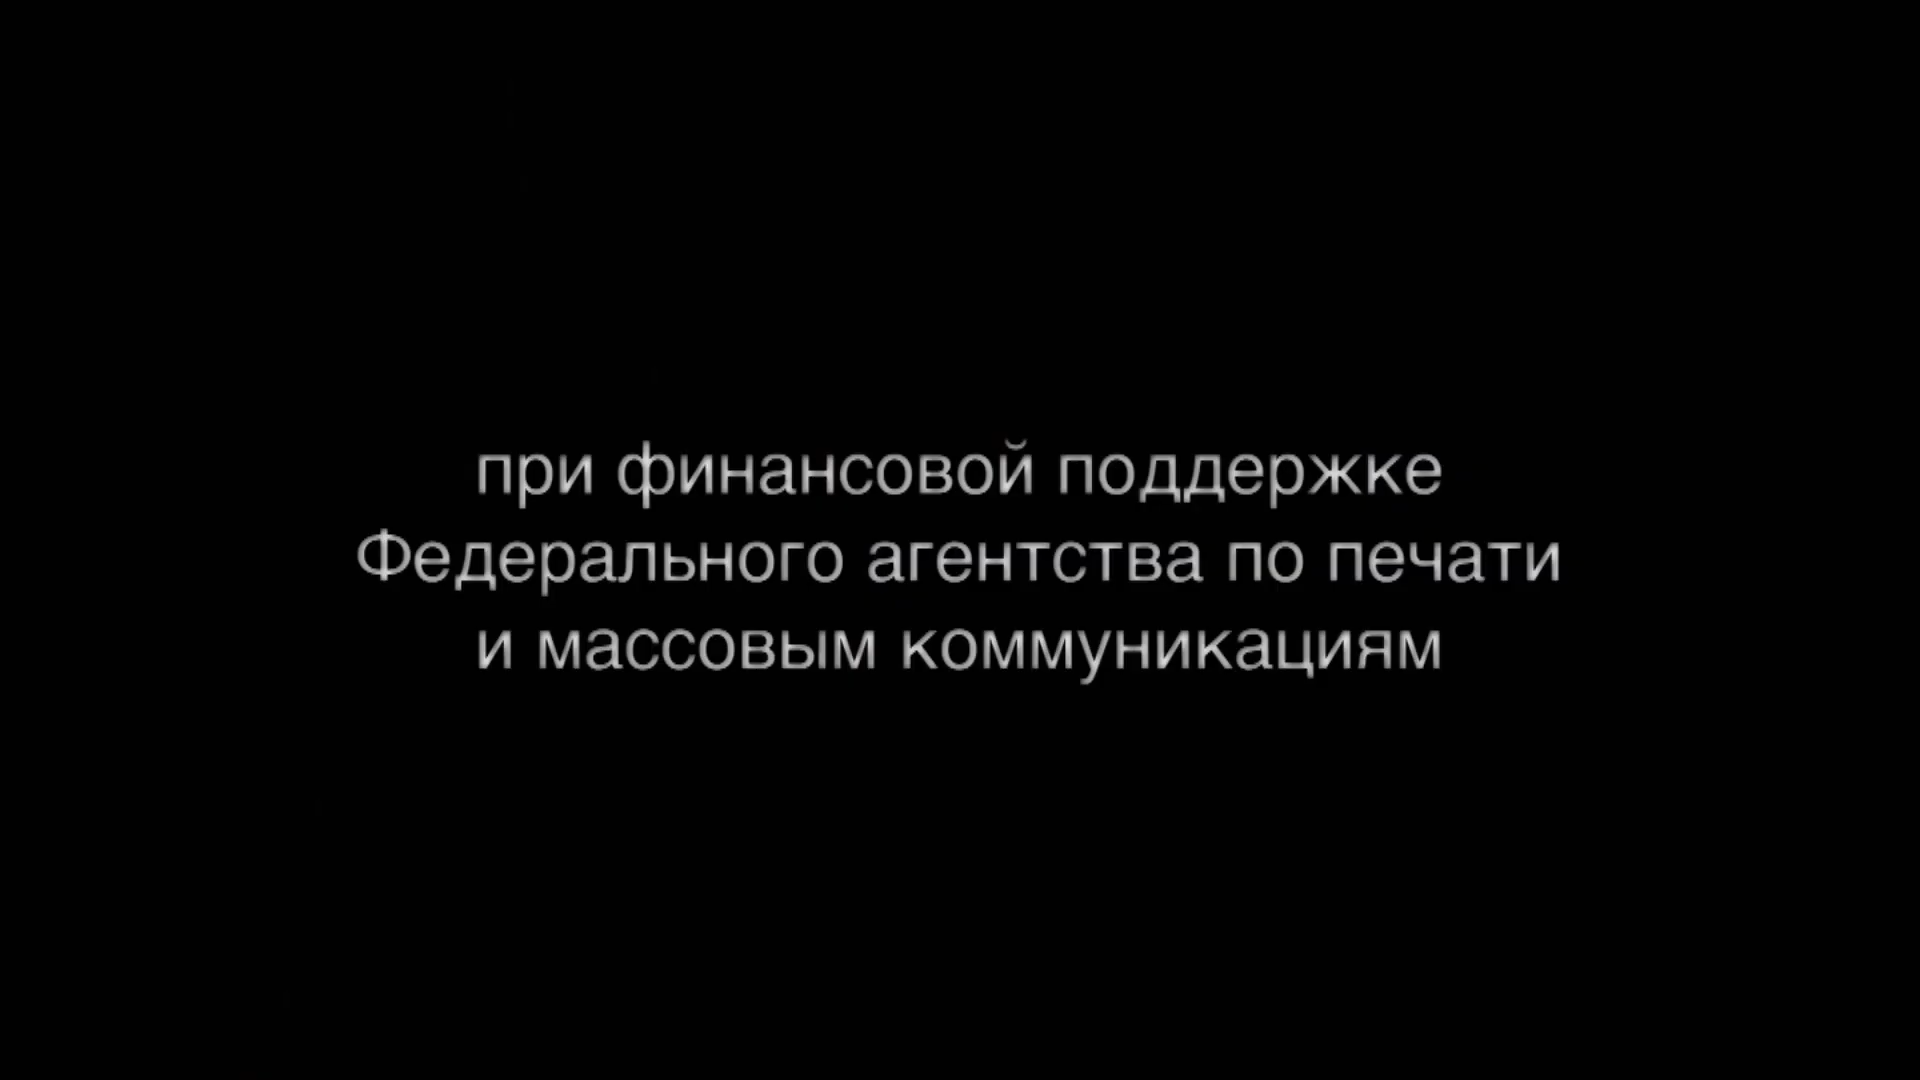 при финансовой поддержке
Федерального агентства по печати
и массовым коммуникациям